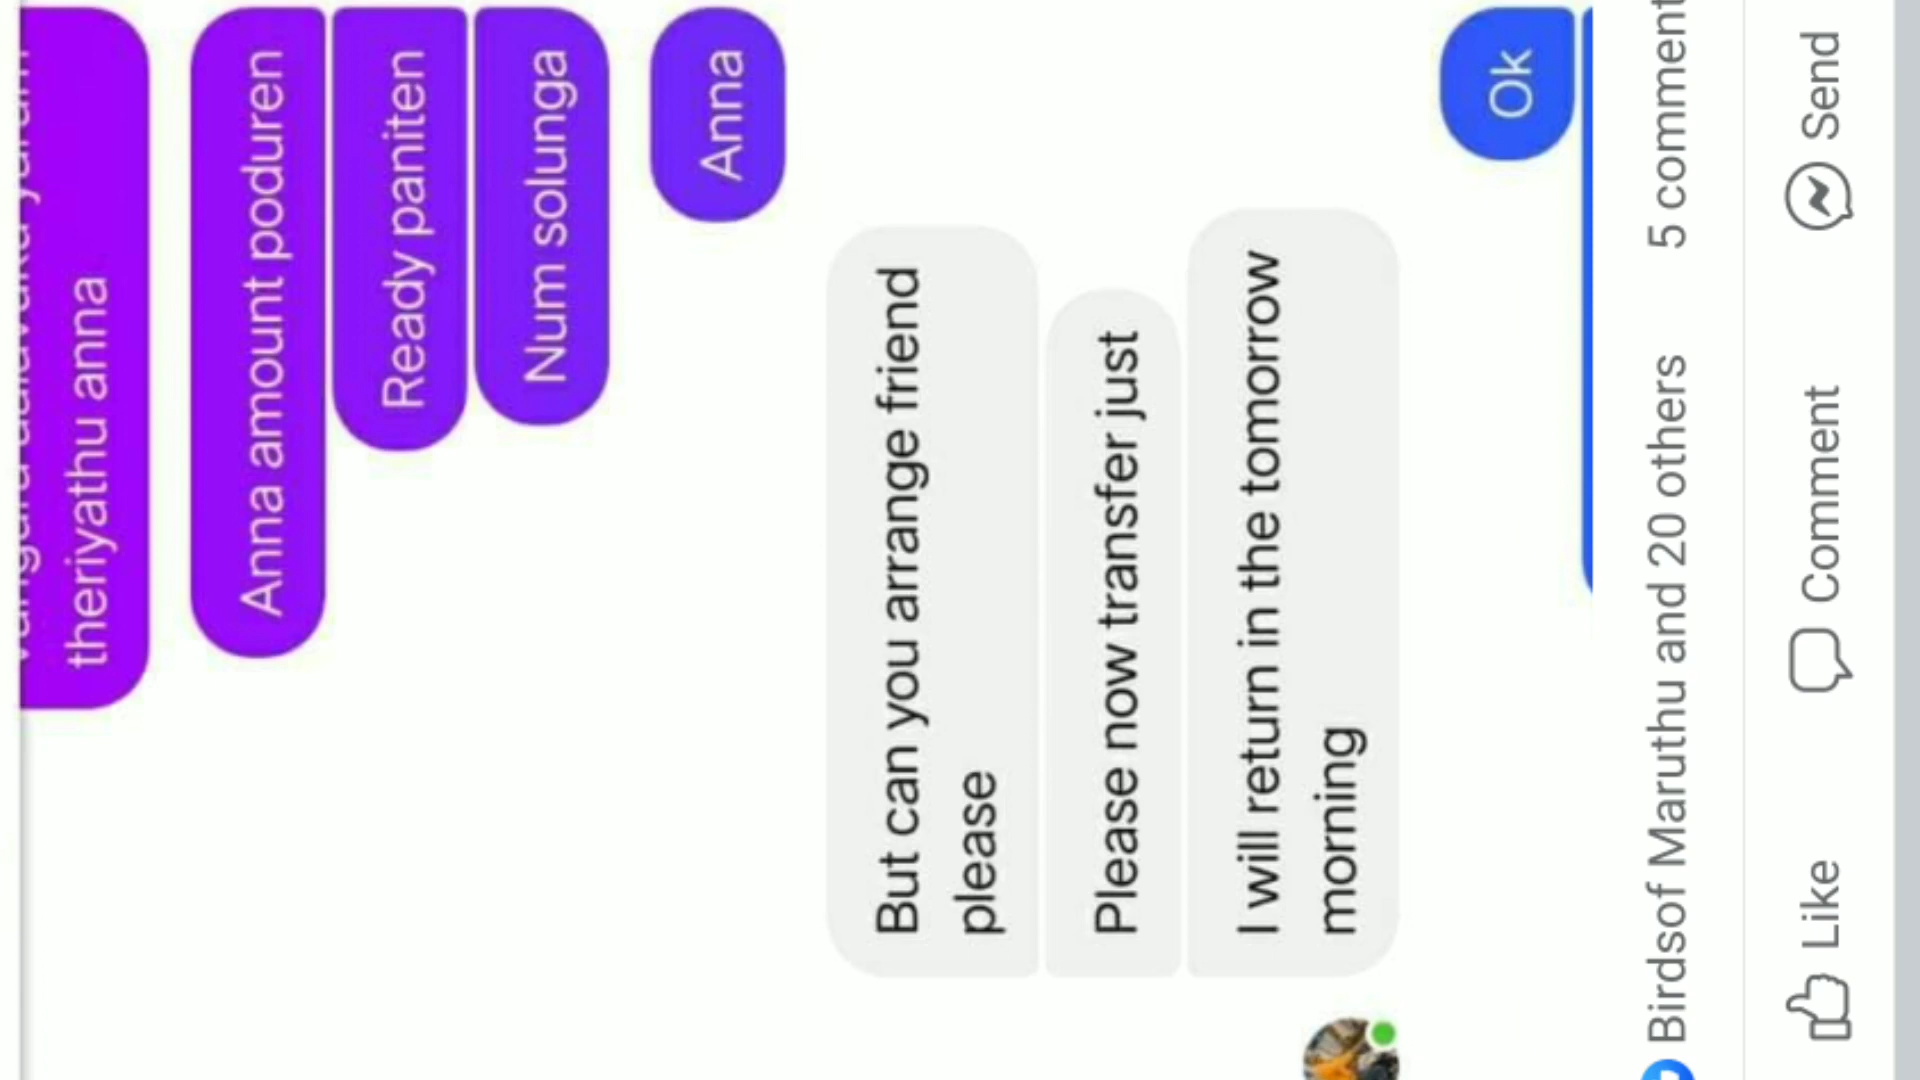 theriyathu anna
Anna amount poduren
Ready paniten
Num solunga
Anna
But can you arrange friend
please
Please now transfer just
I will return in the tomorrow
morning
Ok
Birdsof Maruthu and 20 others 5 comment
Like Comment Send